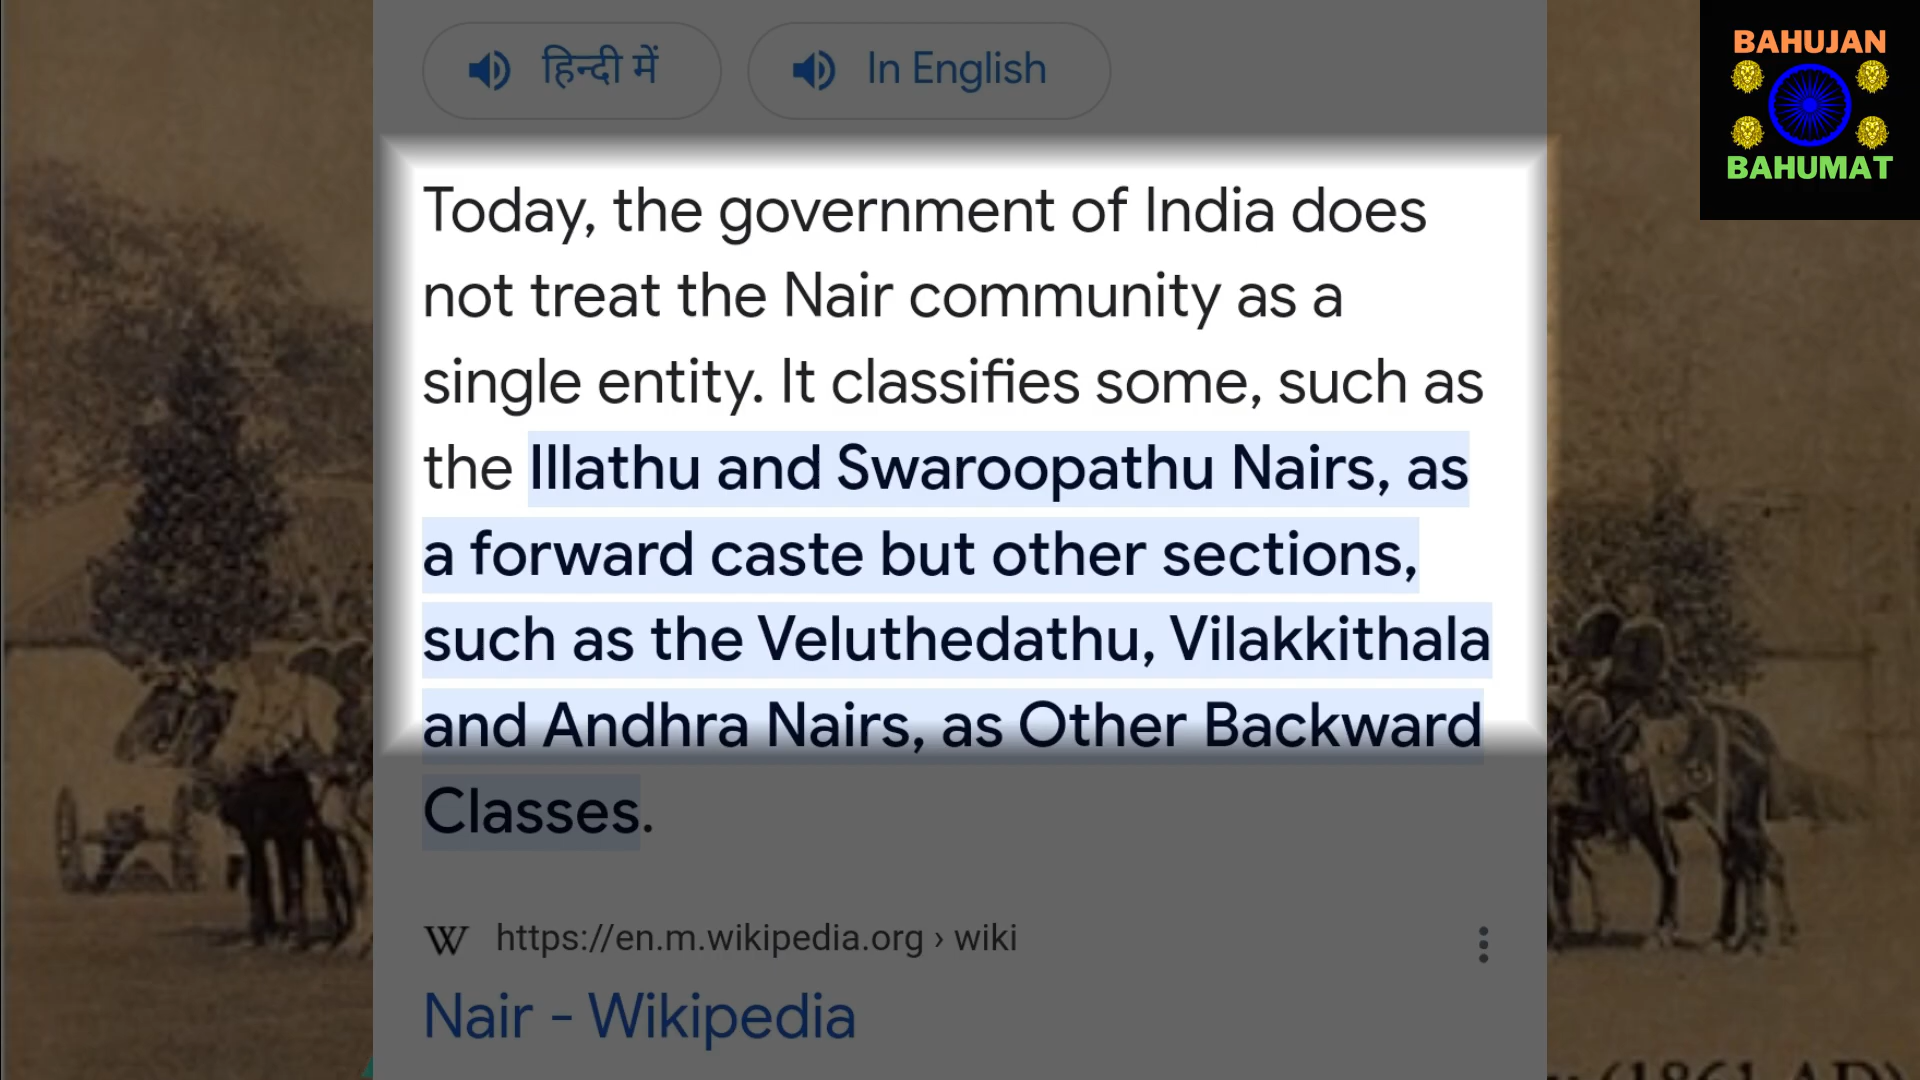 हिन्दी में
In English
BAHUJAN
BAHUMAT
Today, the government of India does
not treat the Nair community as a
single entity. It classifies some, such as
the Illathu and Swaroopathu Nairs, as
a forward caste but other sections,
such as the Veluthedathu, Vilakkithala
and Andhra Nairs, as Other Backward
Classes.
W https://en.m.wikipedia.org › wiki
Nair - Wikipedia
(1861 AD)